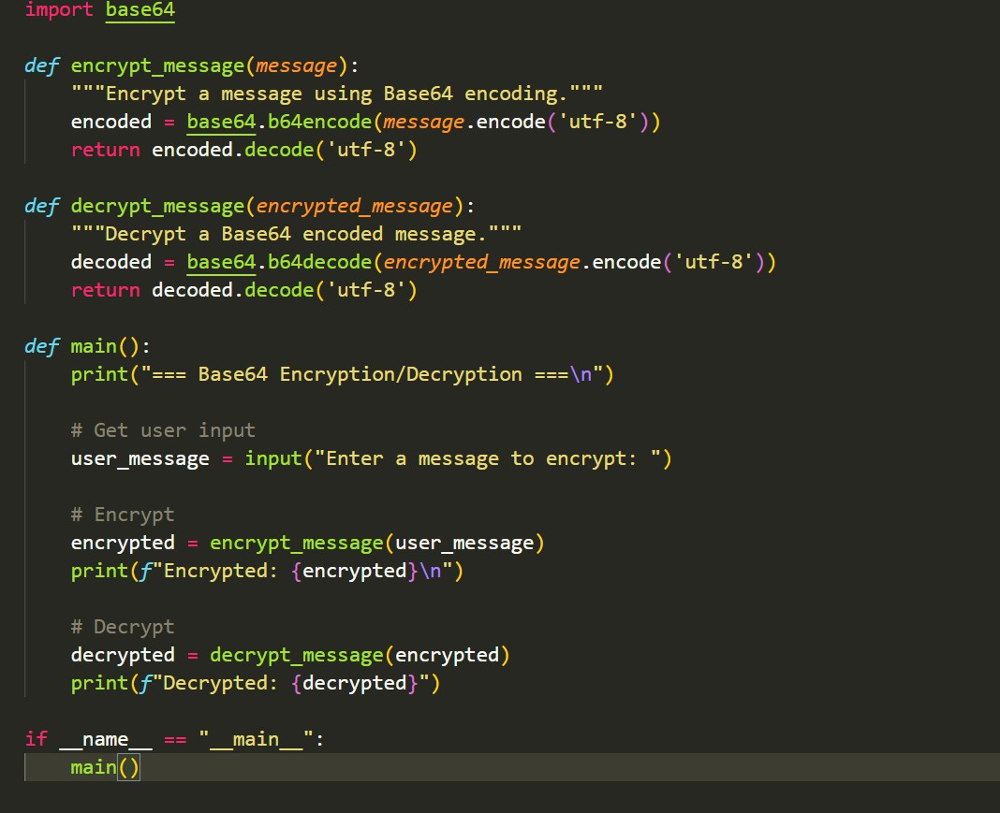 import base64

def encrypt_message(message):
    """Encrypt a message using Base64 encoding."""
    encoded = base64.b64encode(message.encode('utf-8'))
    return encoded.decode('utf-8')

def decrypt_message(encrypted_message):
    """Decrypt a Base64 encoded message."""
    decoded = base64.b64decode(encrypted_message.encode('utf-8'))
    return decoded.decode('utf-8')

def main():
    print("=== Base64 Encryption/Decryption ===\n")

    # Get user input
    user_message = input("Enter a message to encrypt: ")

    # Encrypt
    encrypted = encrypt_message(user_message)
    print(f"Encrypted: {encrypted}\n")

    # Decrypt
    decrypted = decrypt_message(encrypted)
    print(f"Decrypted: {decrypted}")

if __name__ == "__main__":
    main()